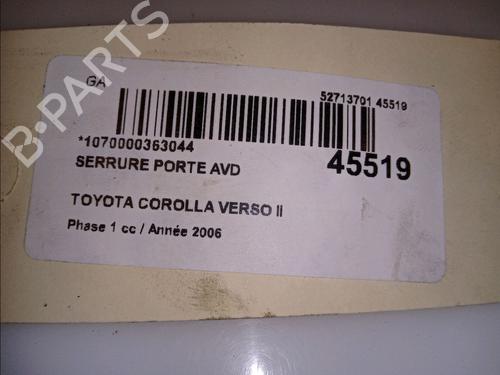 GA
52713701 45519
*1070000363044
45519
SERRURE PORTE AVD
TOYOTA COROLLA VERSO II
Phase 1 cc / Année 2006
B-PARTS